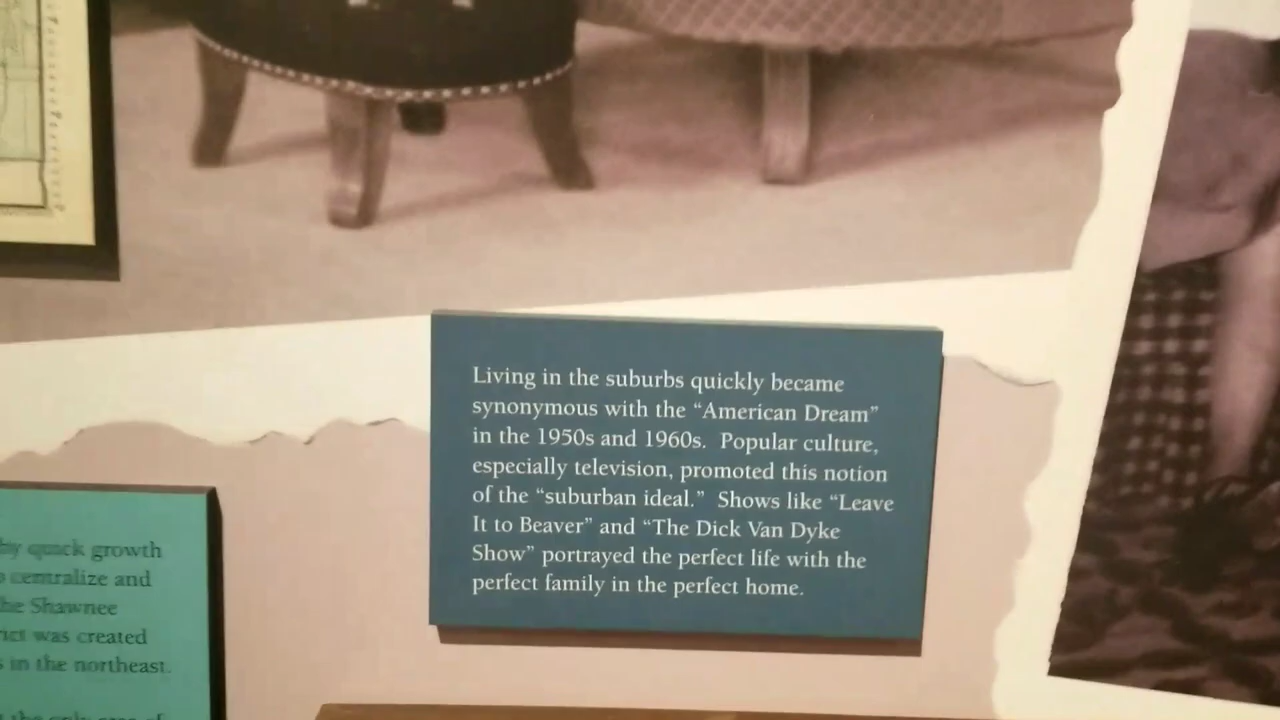 Living in the suburbs quickly became
synonymous with the “American Dream”
in the 1950s and 1960s.  Popular culture,
especially television, promoted this notion
of the “suburban ideal.”  Shows like “Leave
It to Beaver” and “The Dick Van Dyke
Show” portrayed the perfect life with the
perfect family in the perfect home.
by quick growth
centralize and
the Shawnee
was created
in the northeast.